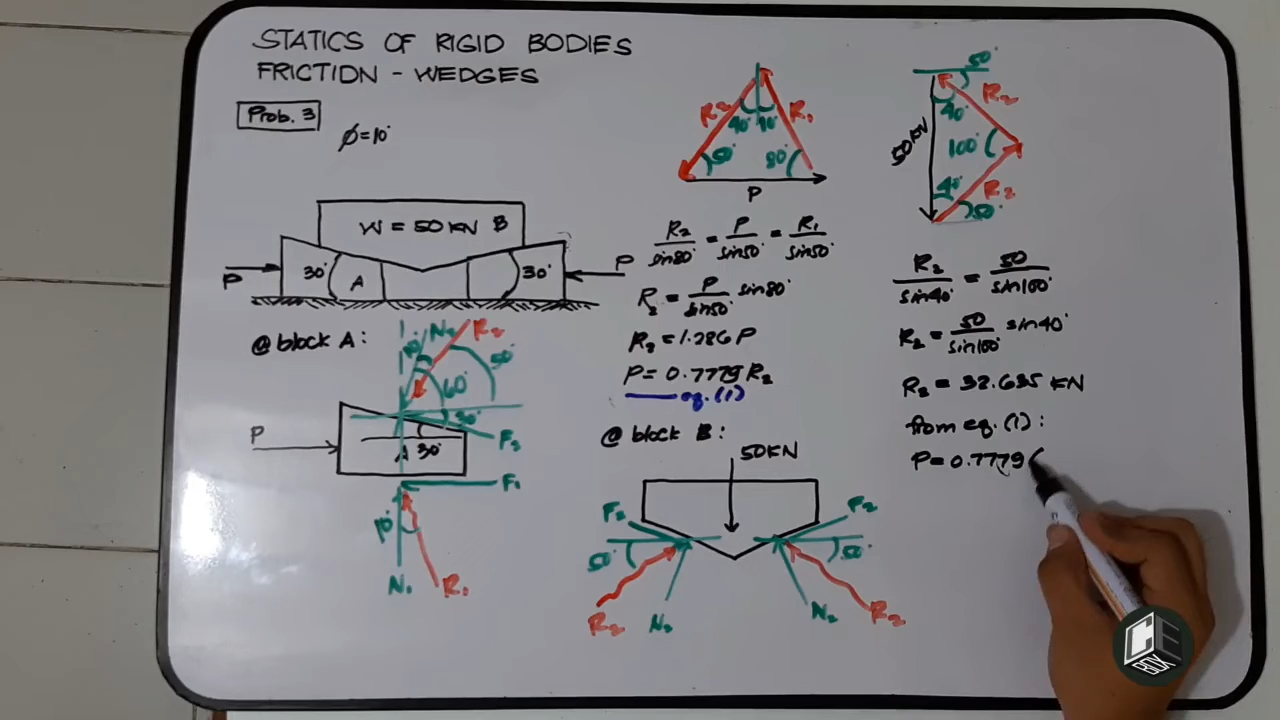 STATICS OF RIGID BODIES
FRICTION - WEDGES
Prob. 3
φ=10°
W = 50 KN B
P
30°
A
30°
P
@ block A:
10°
N2
R2
50°
60°
30°
F2
P
A 30°
F1
10°
N1
R1
R2
R1
40°
10°
50°
80°
P
R2/sin80° = P/sin50° = R1/sin50°
R2 = P/sin50° sin80°
R2 = 1.286 P
P = 0.7779 R2
eq. (1)
@ block B:
50KN
F2
F2
50°
50°
R2
N2
N2
R2
50°
R2
40°
50KN
100°
40°
R2
50°
R2/sin40° = 50/sin100°
R2 = 50/sin100° sin40°
R2 = 32.635 KN
from eq. (1):
P = 0.7779 (
CE
BOX